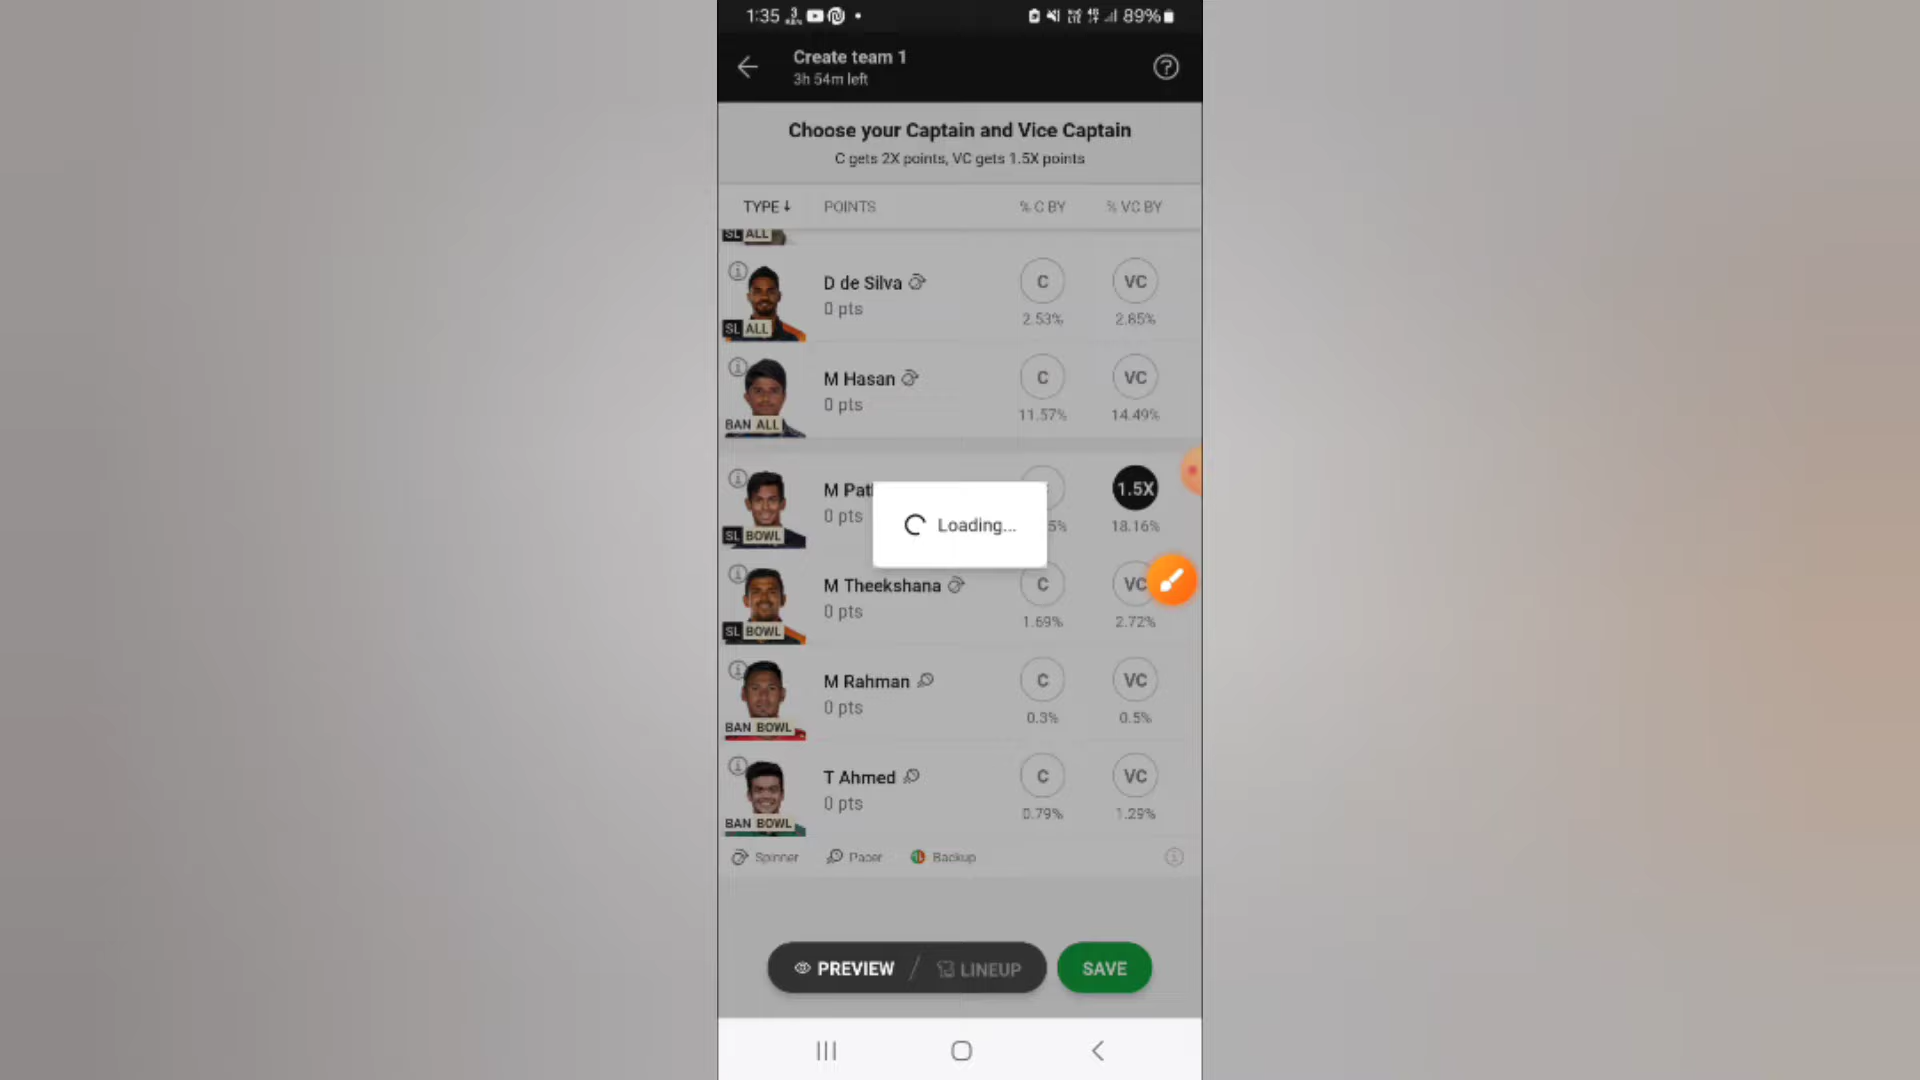 1:35 89%
Create team 1
3h 54m left
Choose your Captain and Vice Captain
C gets 2X points, VC gets 1.5X points
TYPE↓ POINTS % C BY % VC BY
SL ALL
D de Silva C VC
0 pts
2.53% 2.85%
SL ALL
M Hasan C VC
0 pts
11.57% 14.49%
BAN ALL
M Pat 1.5X
0 pts 5% 18.16%
SL BOWL
Loading...
M Theekshana C VC
0 pts
1.69% 2.72%
SL BOWL
M Rahman C VC
0 pts
0.3% 0.5%
BAN BOWL
T Ahmed C VC
0 pts
0.79% 1.29%
BAN BOWL
Spinner Pacer Backup
PREVIEW / LINEUP SAVE